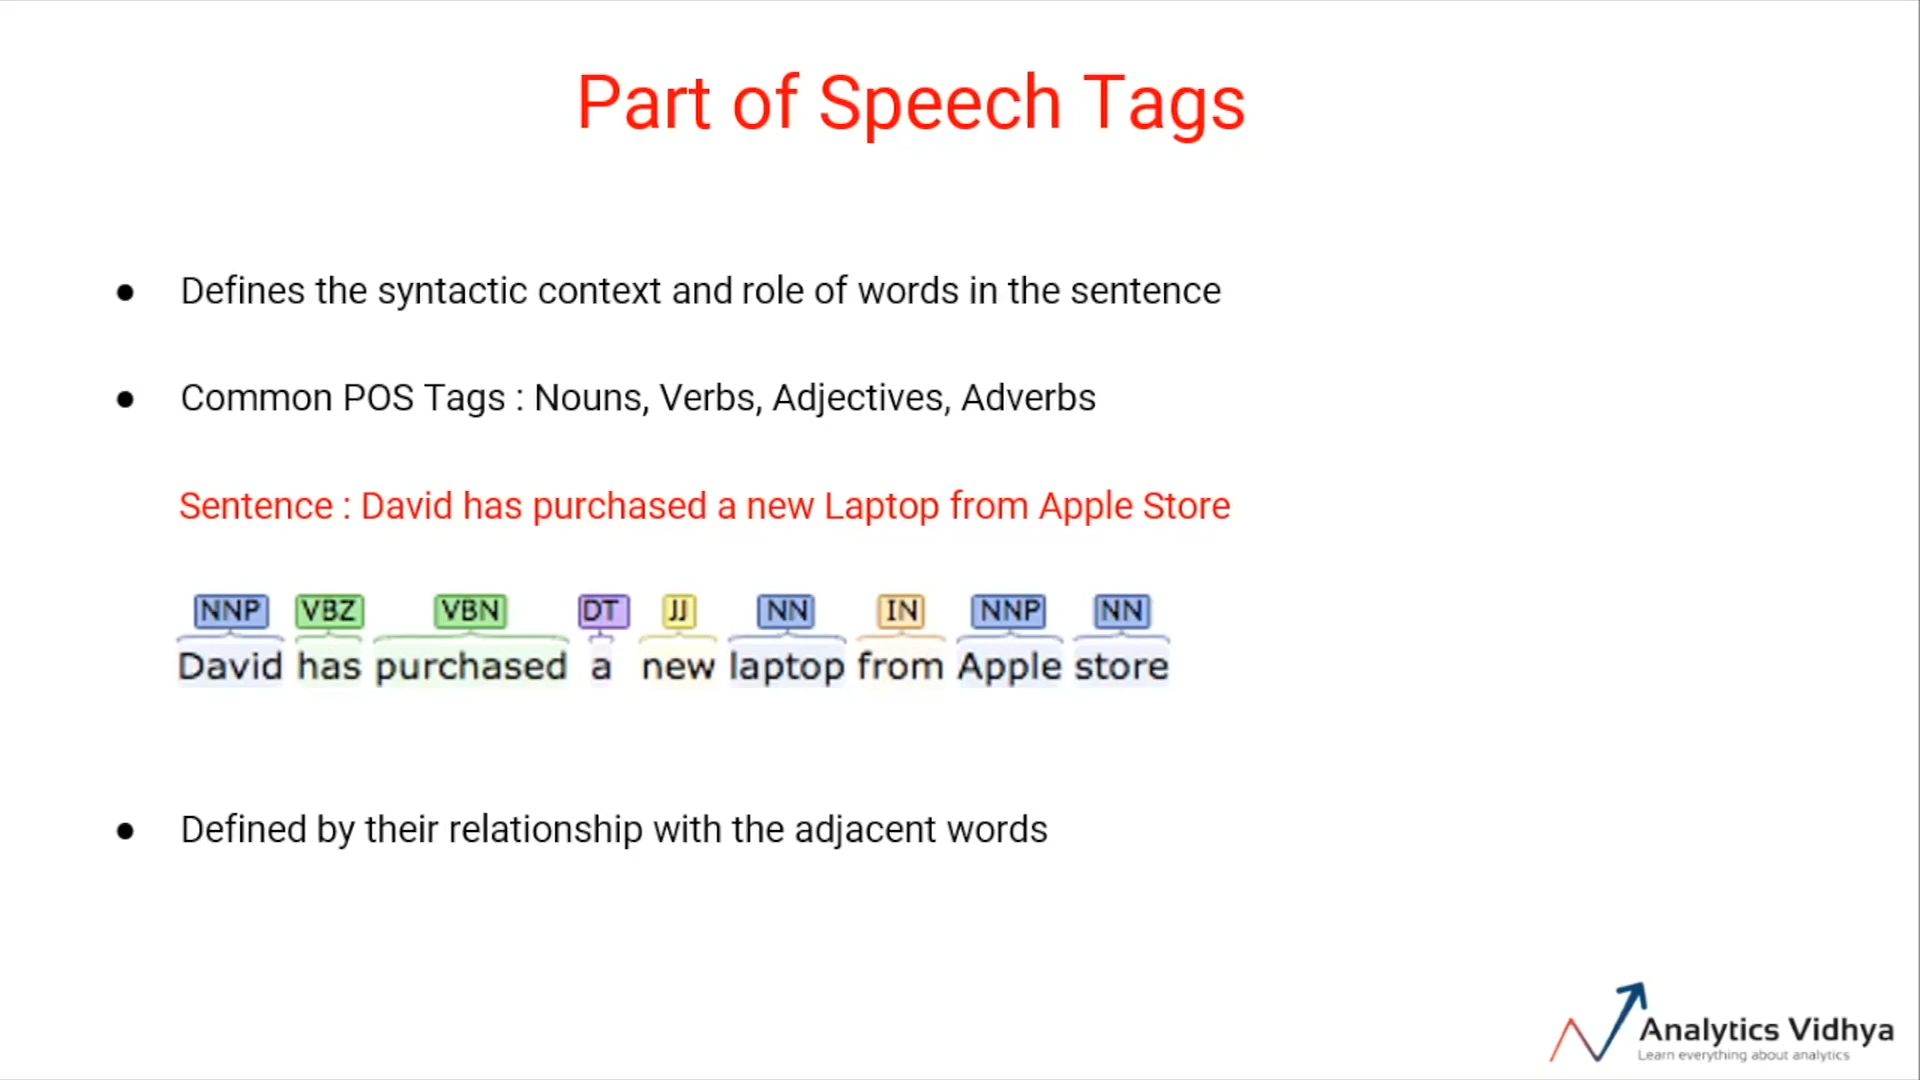 Part of Speech Tags
● Defines the syntactic context and role of words in the sentence
● Common POS Tags : Nouns, Verbs, Adjectives, Adverbs
Sentence : David has purchased a new Laptop from Apple Store
NNP VBZ VBN DT JJ NN IN NNP NN
David has purchased a new laptop from Apple store
● Defined by their relationship with the adjacent words
Analytics Vidhya
Learn everything about analytics